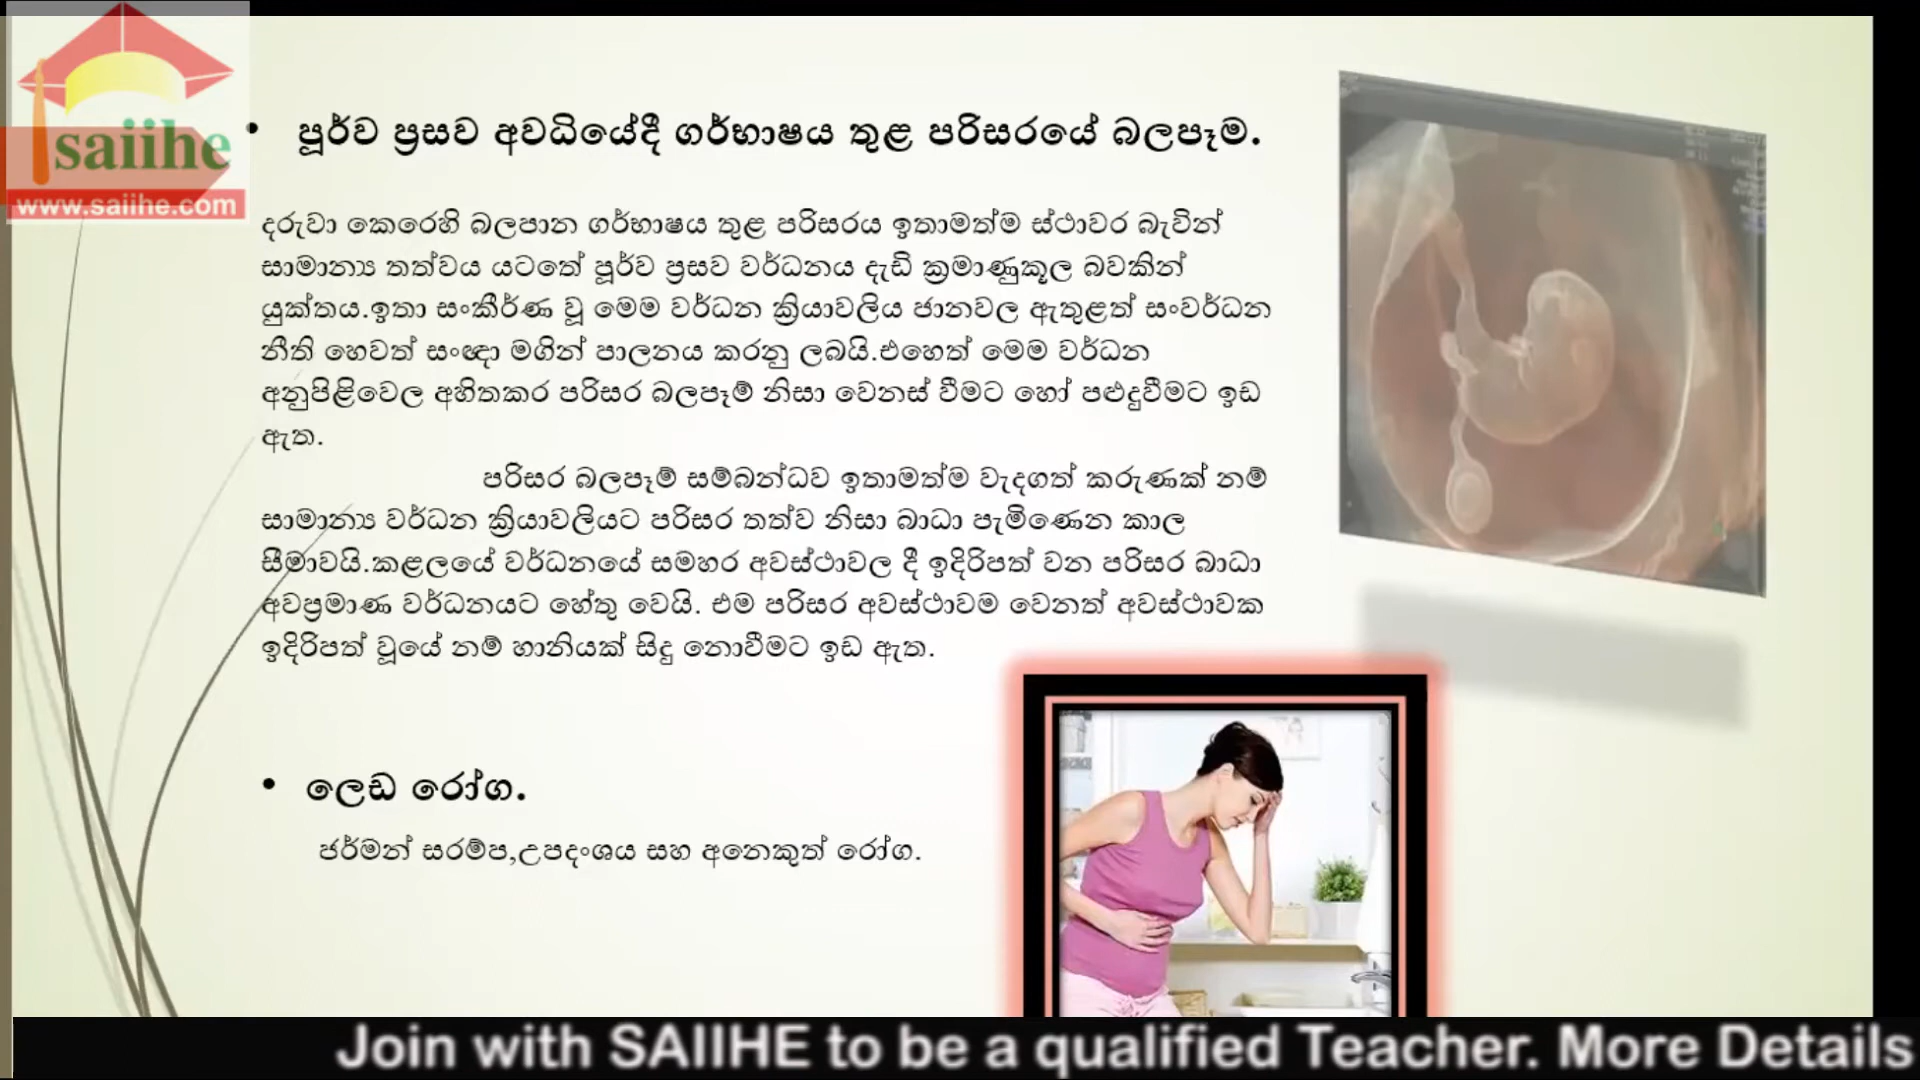 saiihe
www.saiihe.com
• පූර්ව ප්‍රසව අවධියේදී ගර්භාෂය තුළ පරිසරයේ බලපෑම.
දරුවා කෙරෙහි බලපාන ගර්භාෂය තුළ පරිසරය ඉතාමත්ම ස්ථාවර බැවින්
සාමාන්‍ය තත්වය යටතේ පූර්ව ප්‍රසව වර්ධනය දැඩි ක්‍රමාණුකූල බවකින්
යුක්තය.ඉතා සංකීර්ණ වූ මෙම වර්ධන ක්‍රියාවලිය ජානවල ඇතුළත් සංවර්ධන
නීති හෙවත් සංඥා මගින් පාලනය කරනු ලබයි.එහෙත් මෙම වර්ධන
අනුපිළිවෙල අහිතකර පරිසර බලපෑම් නිසා වෙනස් වීමට හෝ පළුදුවීමට ඉඩ
ඇත.
පරිසර බලපෑම් සම්බන්ධව ඉතාමත්ම වැදගත් කරුණක් නම්
සාමාන්‍ය වර්ධන ක්‍රියාවලියට පරිසර තත්ව නිසා බාධා පැමිණෙන කාල
සීමාවයි.කළලයේ වර්ධනයේ සමහර අවස්ථාවල දී ඉදිරිපත් වන පරිසර බාධා
අවප්‍රමාණ වර්ධනයට හේතු වෙයි. එම පරිසර අවස්ථාවම වෙනත් අවස්ථාවක
ඉදිරිපත් වූයේ නම් හානියක් සිදු නොවීමට ඉඩ ඇත.
• ලෙඩ රෝග.
ජර්මන් සරම්ප,උපදංශය සහ අනෙකුත් රෝග.
Join with SAIIHE to be a qualified Teacher. More Details